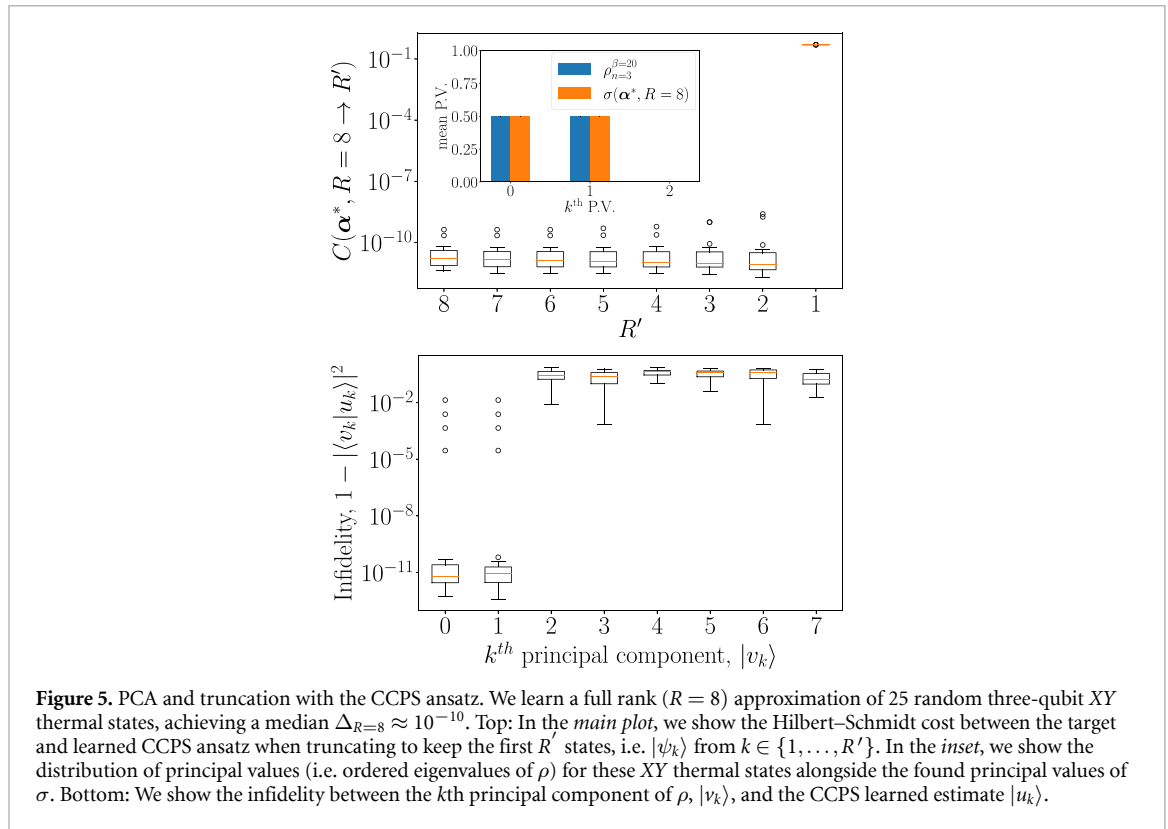 C(α*, R = 8 → R′)
10⁻¹
10⁻⁴
10⁻⁷
10⁻¹⁰
mean P.V.
1.00
0.75
0.50
0.25
0.00
ρ_{n=3}^{β=20}
σ(α*, R = 8)
0 1 2
kᵗʰ P.V.
8 7 6 5 4 3 2 1
R′
Infidelity, 1 − |⟨v_k|u_k⟩|²
10⁻²
10⁻⁵
10⁻⁸
10⁻¹¹
0 1 2 3 4 5 6 7
kᵗʰ principal component, |v_k⟩
Figure 5. PCA and truncation with the CCPS ansatz. We learn a full rank (R = 8) approximation of 25 random three-qubit XY
thermal states, achieving a median Δ_{R=8} ≈ 10⁻¹⁰. Top: In the main plot, we show the Hilbert–Schmidt cost between the target
and learned CCPS ansatz when truncating to keep the first R′ states, i.e. |ψ_k⟩ from k ∈ {1, . . . , R′}. In the inset, we show the
distribution of principal values (i.e. ordered eigenvalues of ρ) for these XY thermal states alongside the found principal values of
σ. Bottom: We show the infidelity between the kth principal component of ρ, |ν_k⟩, and the CCPS learned estimate |u_k⟩.